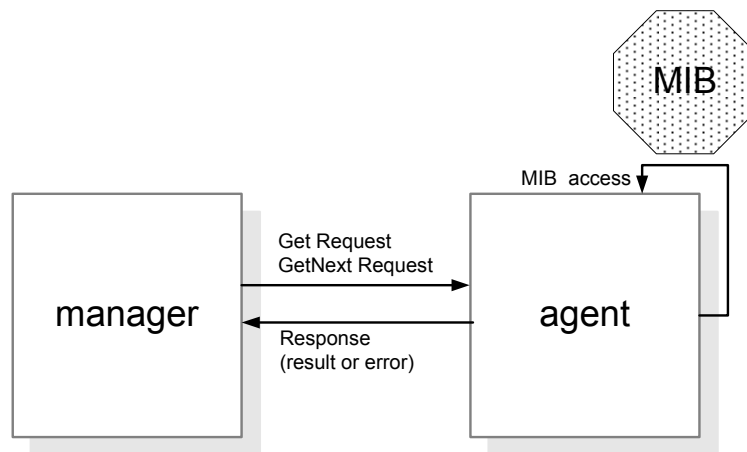 MIB
MIB access
Get Request
GetNext Request
manager
agent
Response
(result or error)